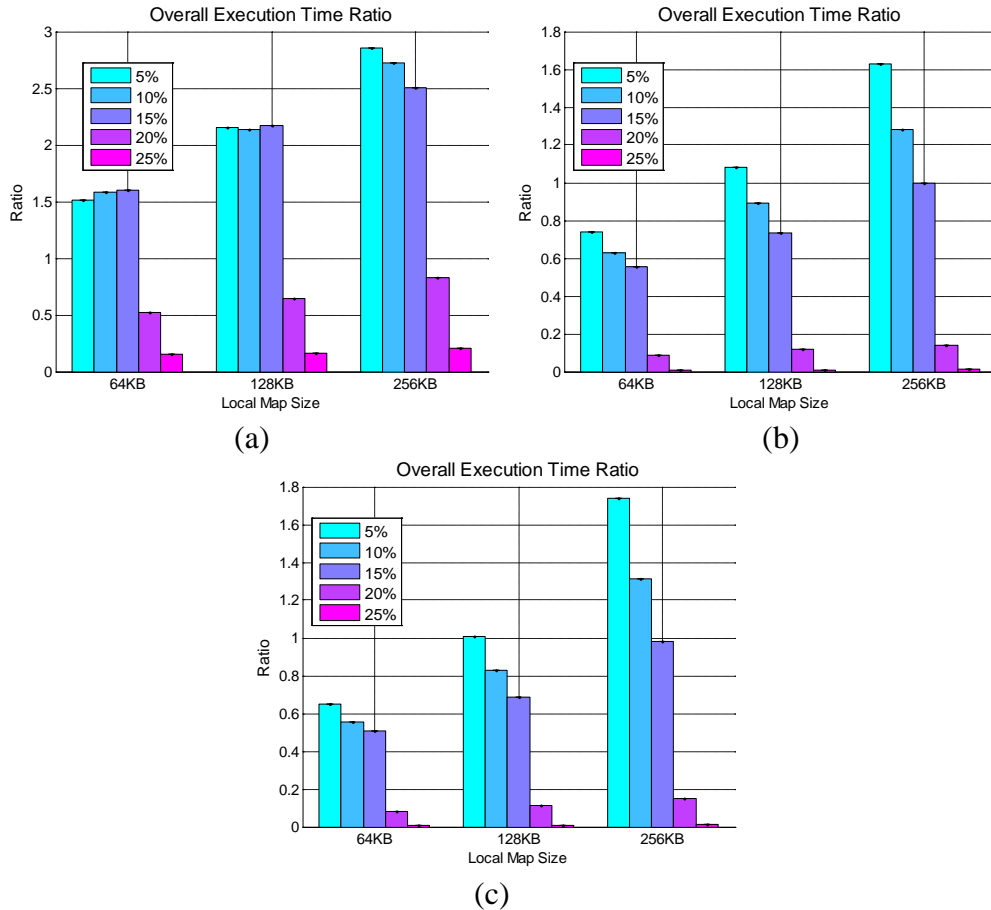 Overall Execution Time Ratio
3
2.5
2
1.5
1
0.5
0
Ratio
5%
10%
15%
20%
25%
64KB
128KB
256KB
Local Map Size
(a)
Overall Execution Time Ratio
1.8
1.6
1.4
1.2
1
0.8
0.6
0.4
0.2
0
Ratio
5%
10%
15%
20%
25%
64KB
128KB
256KB
Local Map Size
(b)
Overall Execution Time Ratio
1.8
1.6
1.4
1.2
1
0.8
0.6
0.4
0.2
0
Ratio
5%
10%
15%
20%
25%
64KB
128KB
256KB
Local Map Size
(c)